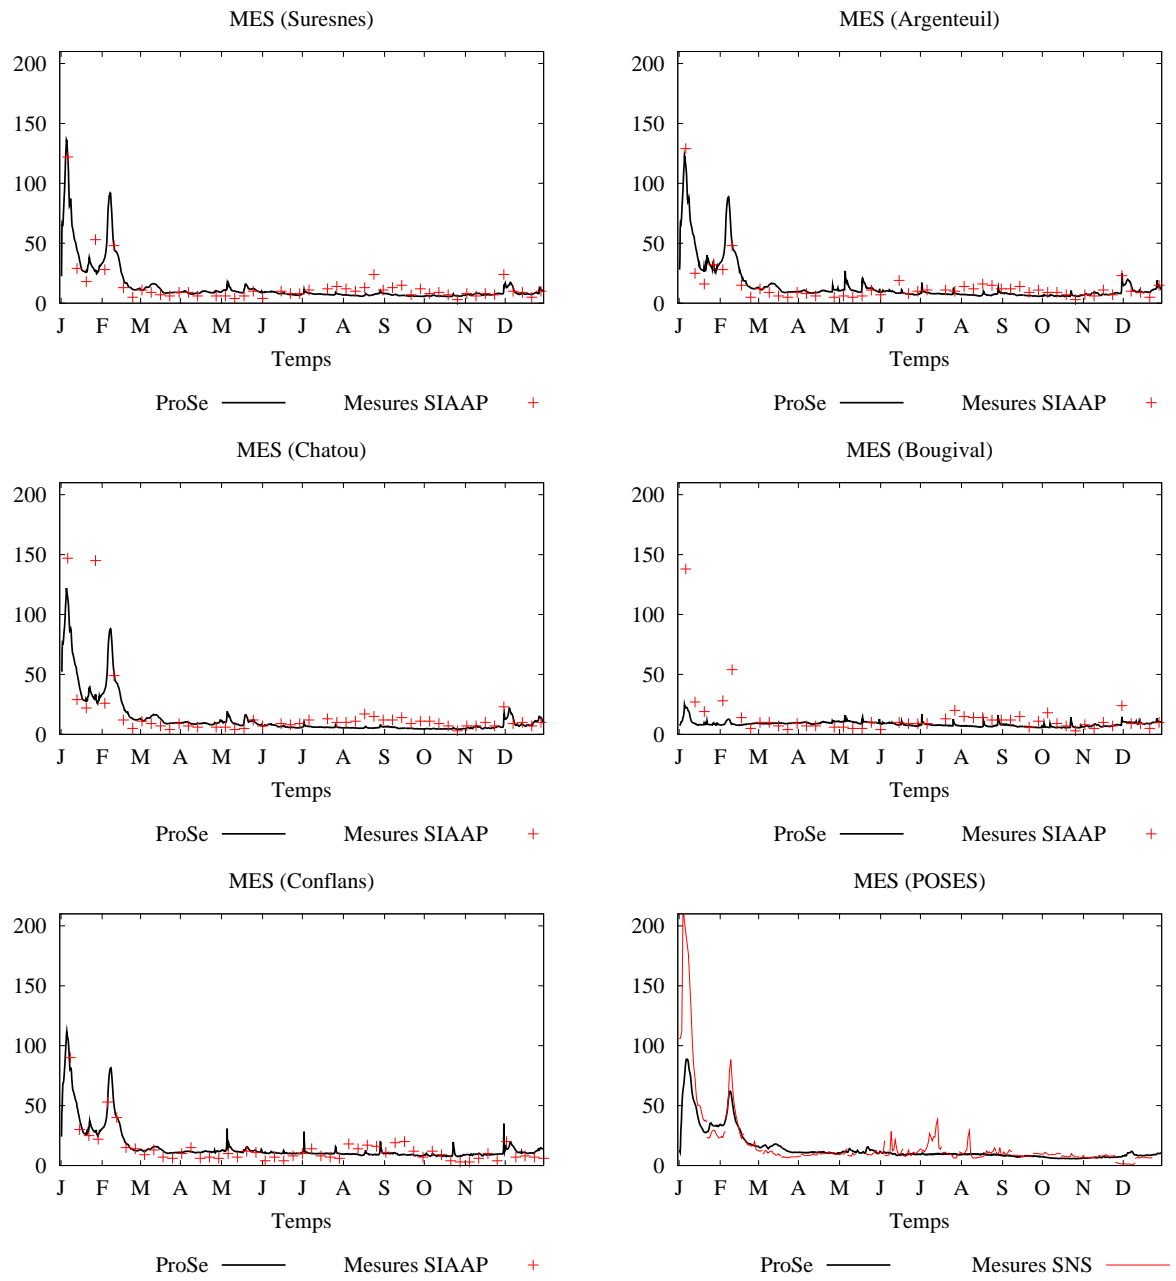 MES (Suresnes)
200
150
100
50
0
J F M A M J J A S O N D
Temps
ProSe
Mesures SIAAP
MES (Argenteuil)
200
150
100
50
0
J F M A M J J A S O N D
Temps
ProSe
Mesures SIAAP
MES (Chatou)
200
150
100
50
0
J F M A M J J A S O N D
Temps
ProSe
Mesures SIAAP
MES (Bougival)
200
150
100
50
0
J F M A M J J A S O N D
Temps
ProSe
Mesures SIAAP
MES (Conflans)
200
150
100
50
0
J F M A M J J A S O N D
Temps
ProSe
Mesures SIAAP
MES (POSES)
200
150
100
50
0
J F M A M J J A S O N D
Temps
ProSe
Mesures SNS